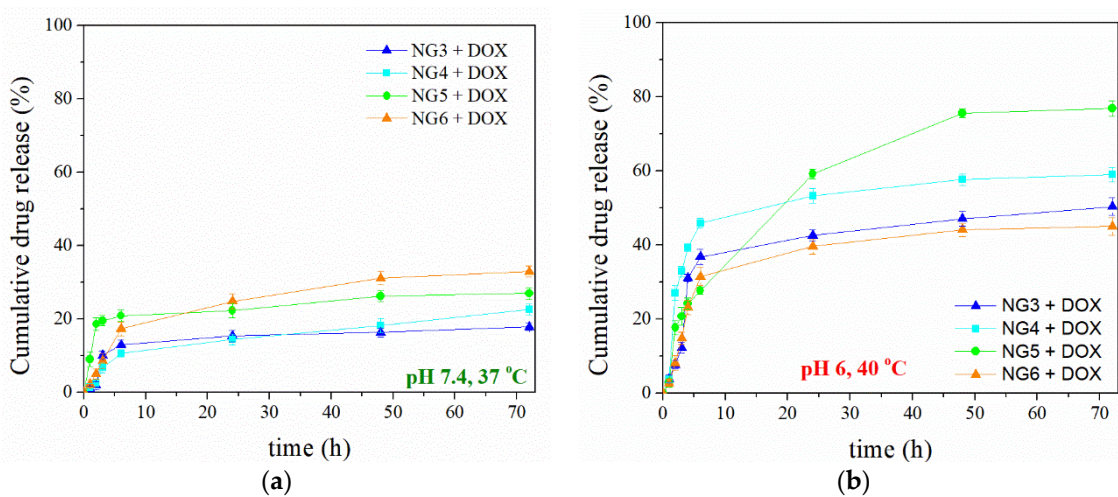 100
80
60
40
20
0
Cumulative drug release (%)
NG3 + DOX
NG4 + DOX
NG5 + DOX
NG6 + DOX
pH 7.4, 37 °C
0 10 20 30 40 50 60 70
time (h)
(a)
100
80
60
40
20
0
Cumulative drug release (%)
NG3 + DOX
NG4 + DOX
NG5 + DOX
NG6 + DOX
pH 6, 40 °C
0 10 20 30 40 50 60 70
time (h)
(b)